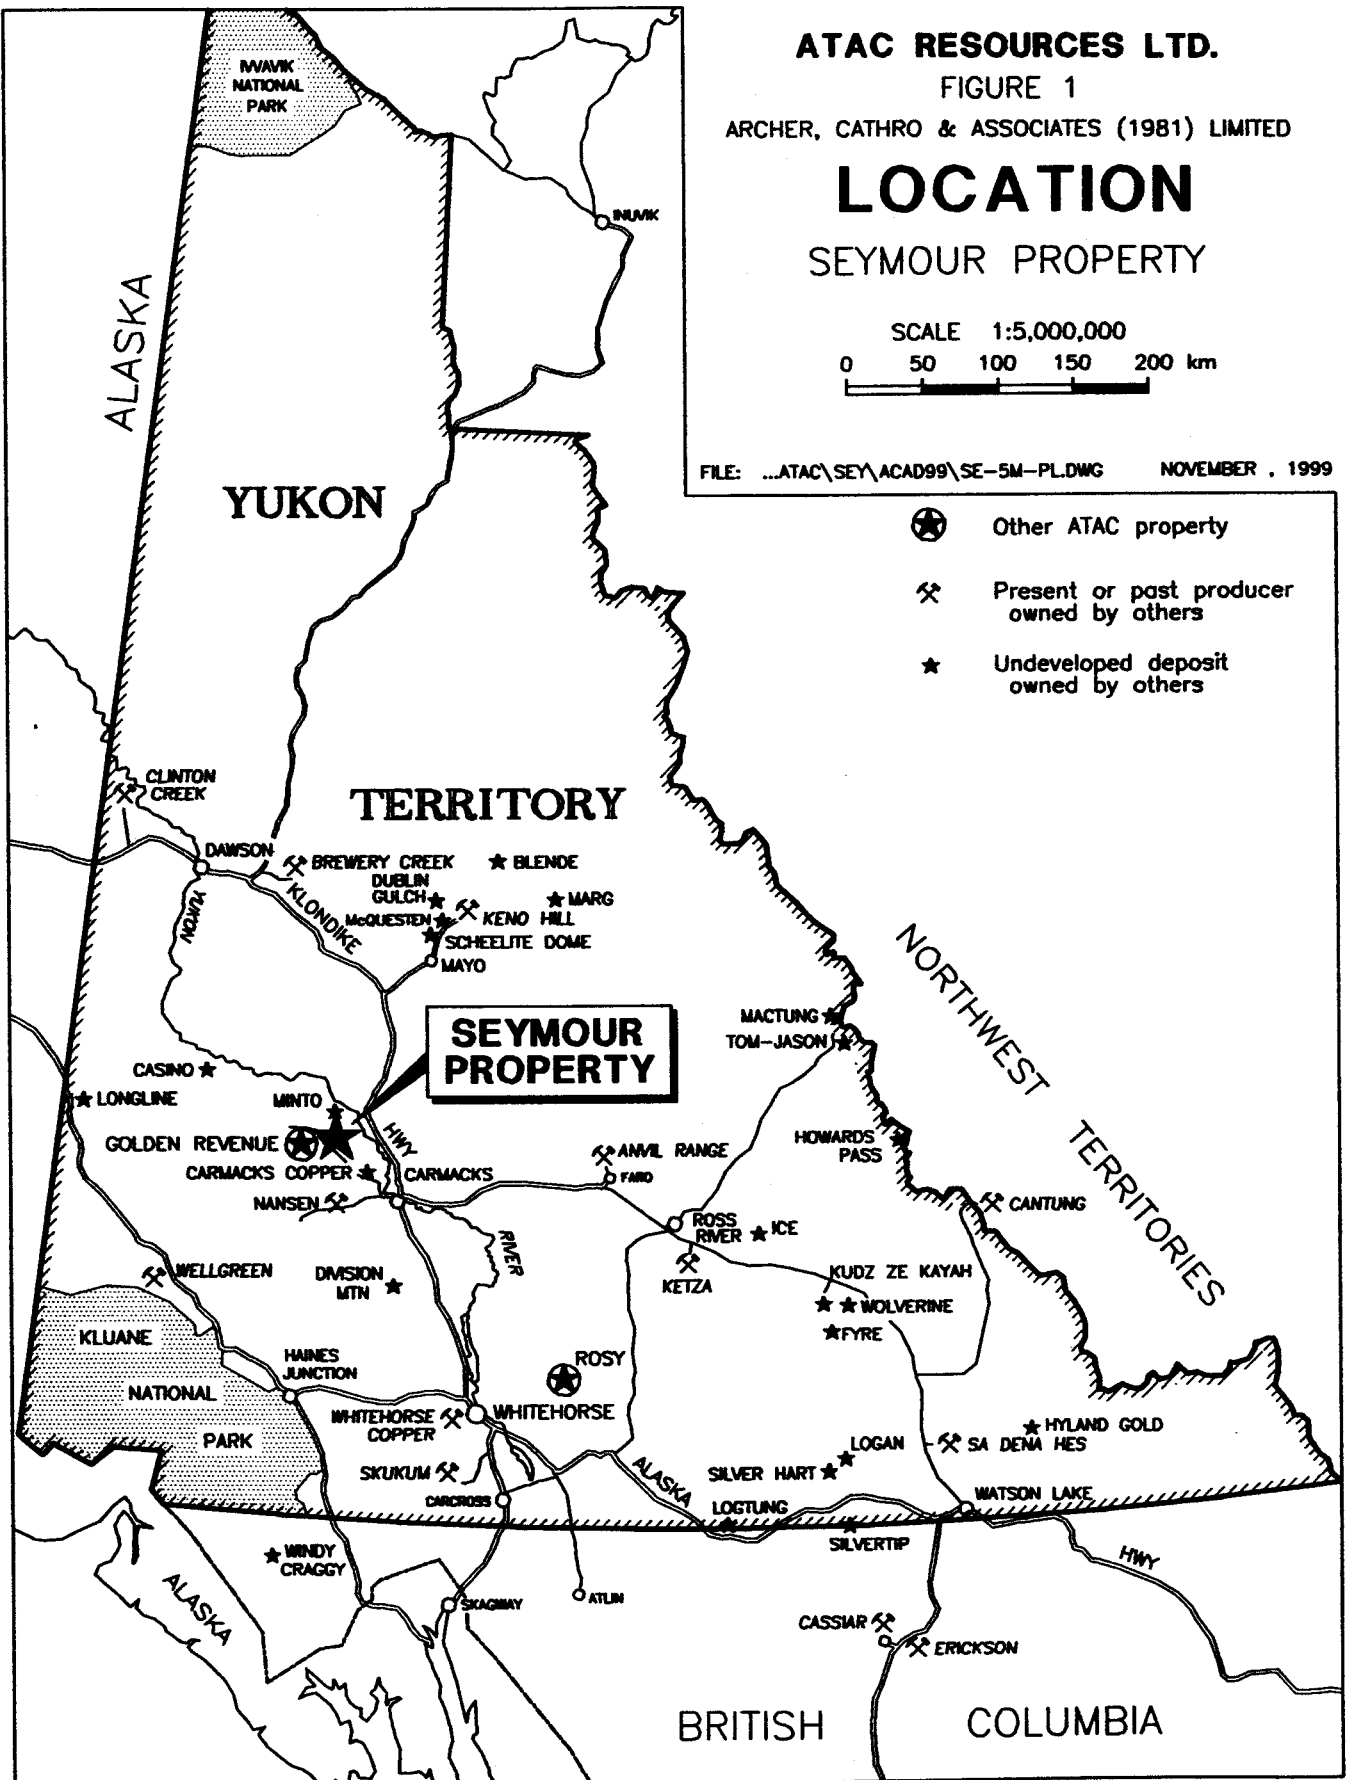 ATAC RESOURCES LTD.
FIGURE 1
ARCHER, CATHRO & ASSOCIATES (1981) LIMITED
LOCATION
SEYMOUR PROPERTY
SCALE 1:5,000,000
0 50 100 150 200 km
FILE: ...ATAC\SEY\ACAD99\SE-5M-PL.DWG NOVEMBER , 1999
Other ATAC property
Present or past producer
owned by others
Undeveloped deposit
owned by others
IVVAVIK
NATIONAL
PARK
INUVIK
ALASKA
YUKON
TERRITORY
CLINTON
CREEK
DAWSON
BREWERY CREEK
BLENDE
DUBLIN
GULCH
MARG
McQUESTEN
KENO HILL
SCHEELITE DOME
MAYO
KLONDIKE
YUKON
NORTHWEST
TERRITORIES
SEYMOUR
PROPERTY
MACTUNG
TOM-JASON
CASINO
LONGLINE
MINTO
GOLDEN REVENUE
HWY
CARMACKS COPPER
CARMACKS
NANSEN
ANVIL RANGE
FARO
HOWARDS
PASS
CANTUNG
ROSS
RIVER
ICE
RIVER
KETZA
WELLGREEN
DIVISION
MTN
KUDZ ZE KAYAH
WOLVERINE
FYRE
KLUANE
NATIONAL
PARK
HAINES
JUNCTION
ROSY
WHITEHORSE
COPPER
WHITEHORSE
SKUKUM
CARCROSS
ALASKA
LOGAN
SILVER HART
HYLAND GOLD
SA DENA HES
LOGTUNG
WATSON LAKE
SILVERTIP
HWY
WINDY
CRAGGY
ALASKA
SKAGWAY
ATLIN
CASSIAR
ERICKSON
BRITISH COLUMBIA